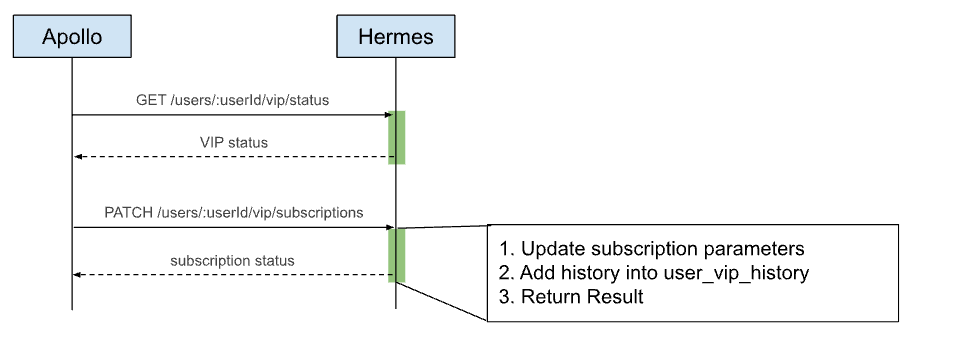 Apollo
Hermes
GET /users/:userId/vip/status
VIP status
PATCH /users/:userId/vip/subscriptions
subscription status
1. Update subscription parameters
2. Add history into user_vip_history
3. Return Result